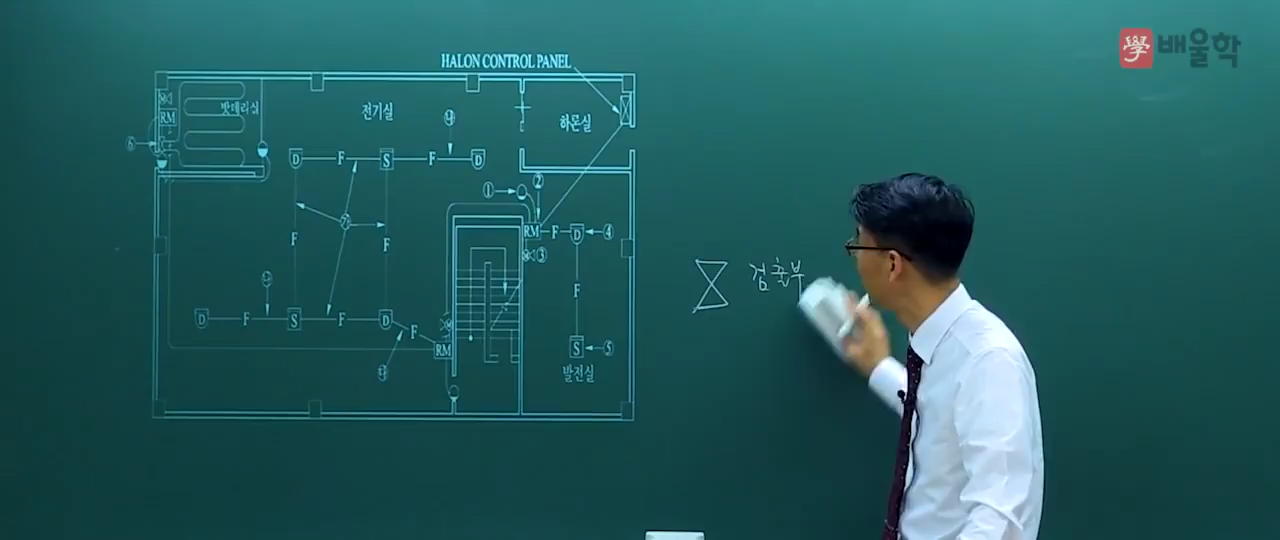 學 배울학
HALON CONTROL PANEL
밧데리실
전기실
하론실
RM
⑥
D F S F D
① ②
RM F D ④
③
F F F
D F S F D F RM
S ⑤
발전실
검출부